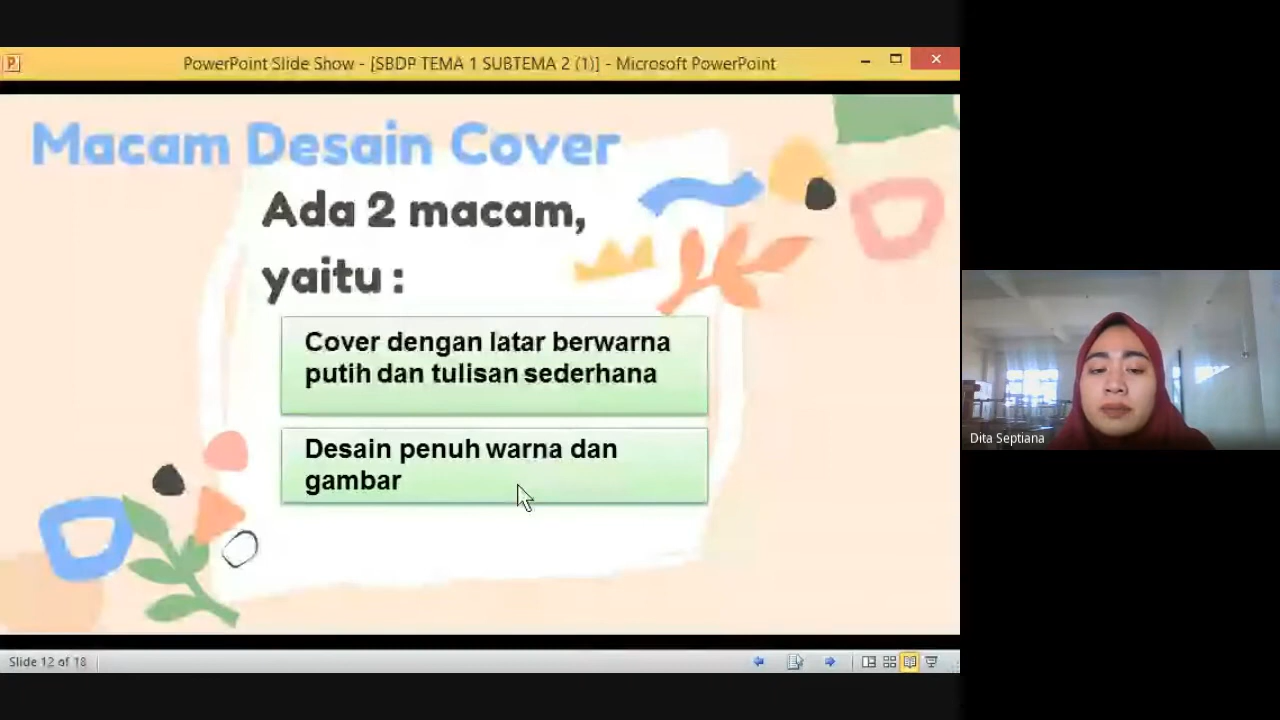 PowerPoint Slide Show - [SBDP TEMA 1 SUBTEMA 2 (1)] - Microsoft PowerPoint
Macam Desain Cover
Ada 2 macam,
yaitu :
Cover dengan latar berwarna
putih dan tulisan sederhana
Desain penuh warna dan
gambar
Dita Septiana
Slide 12 of 18